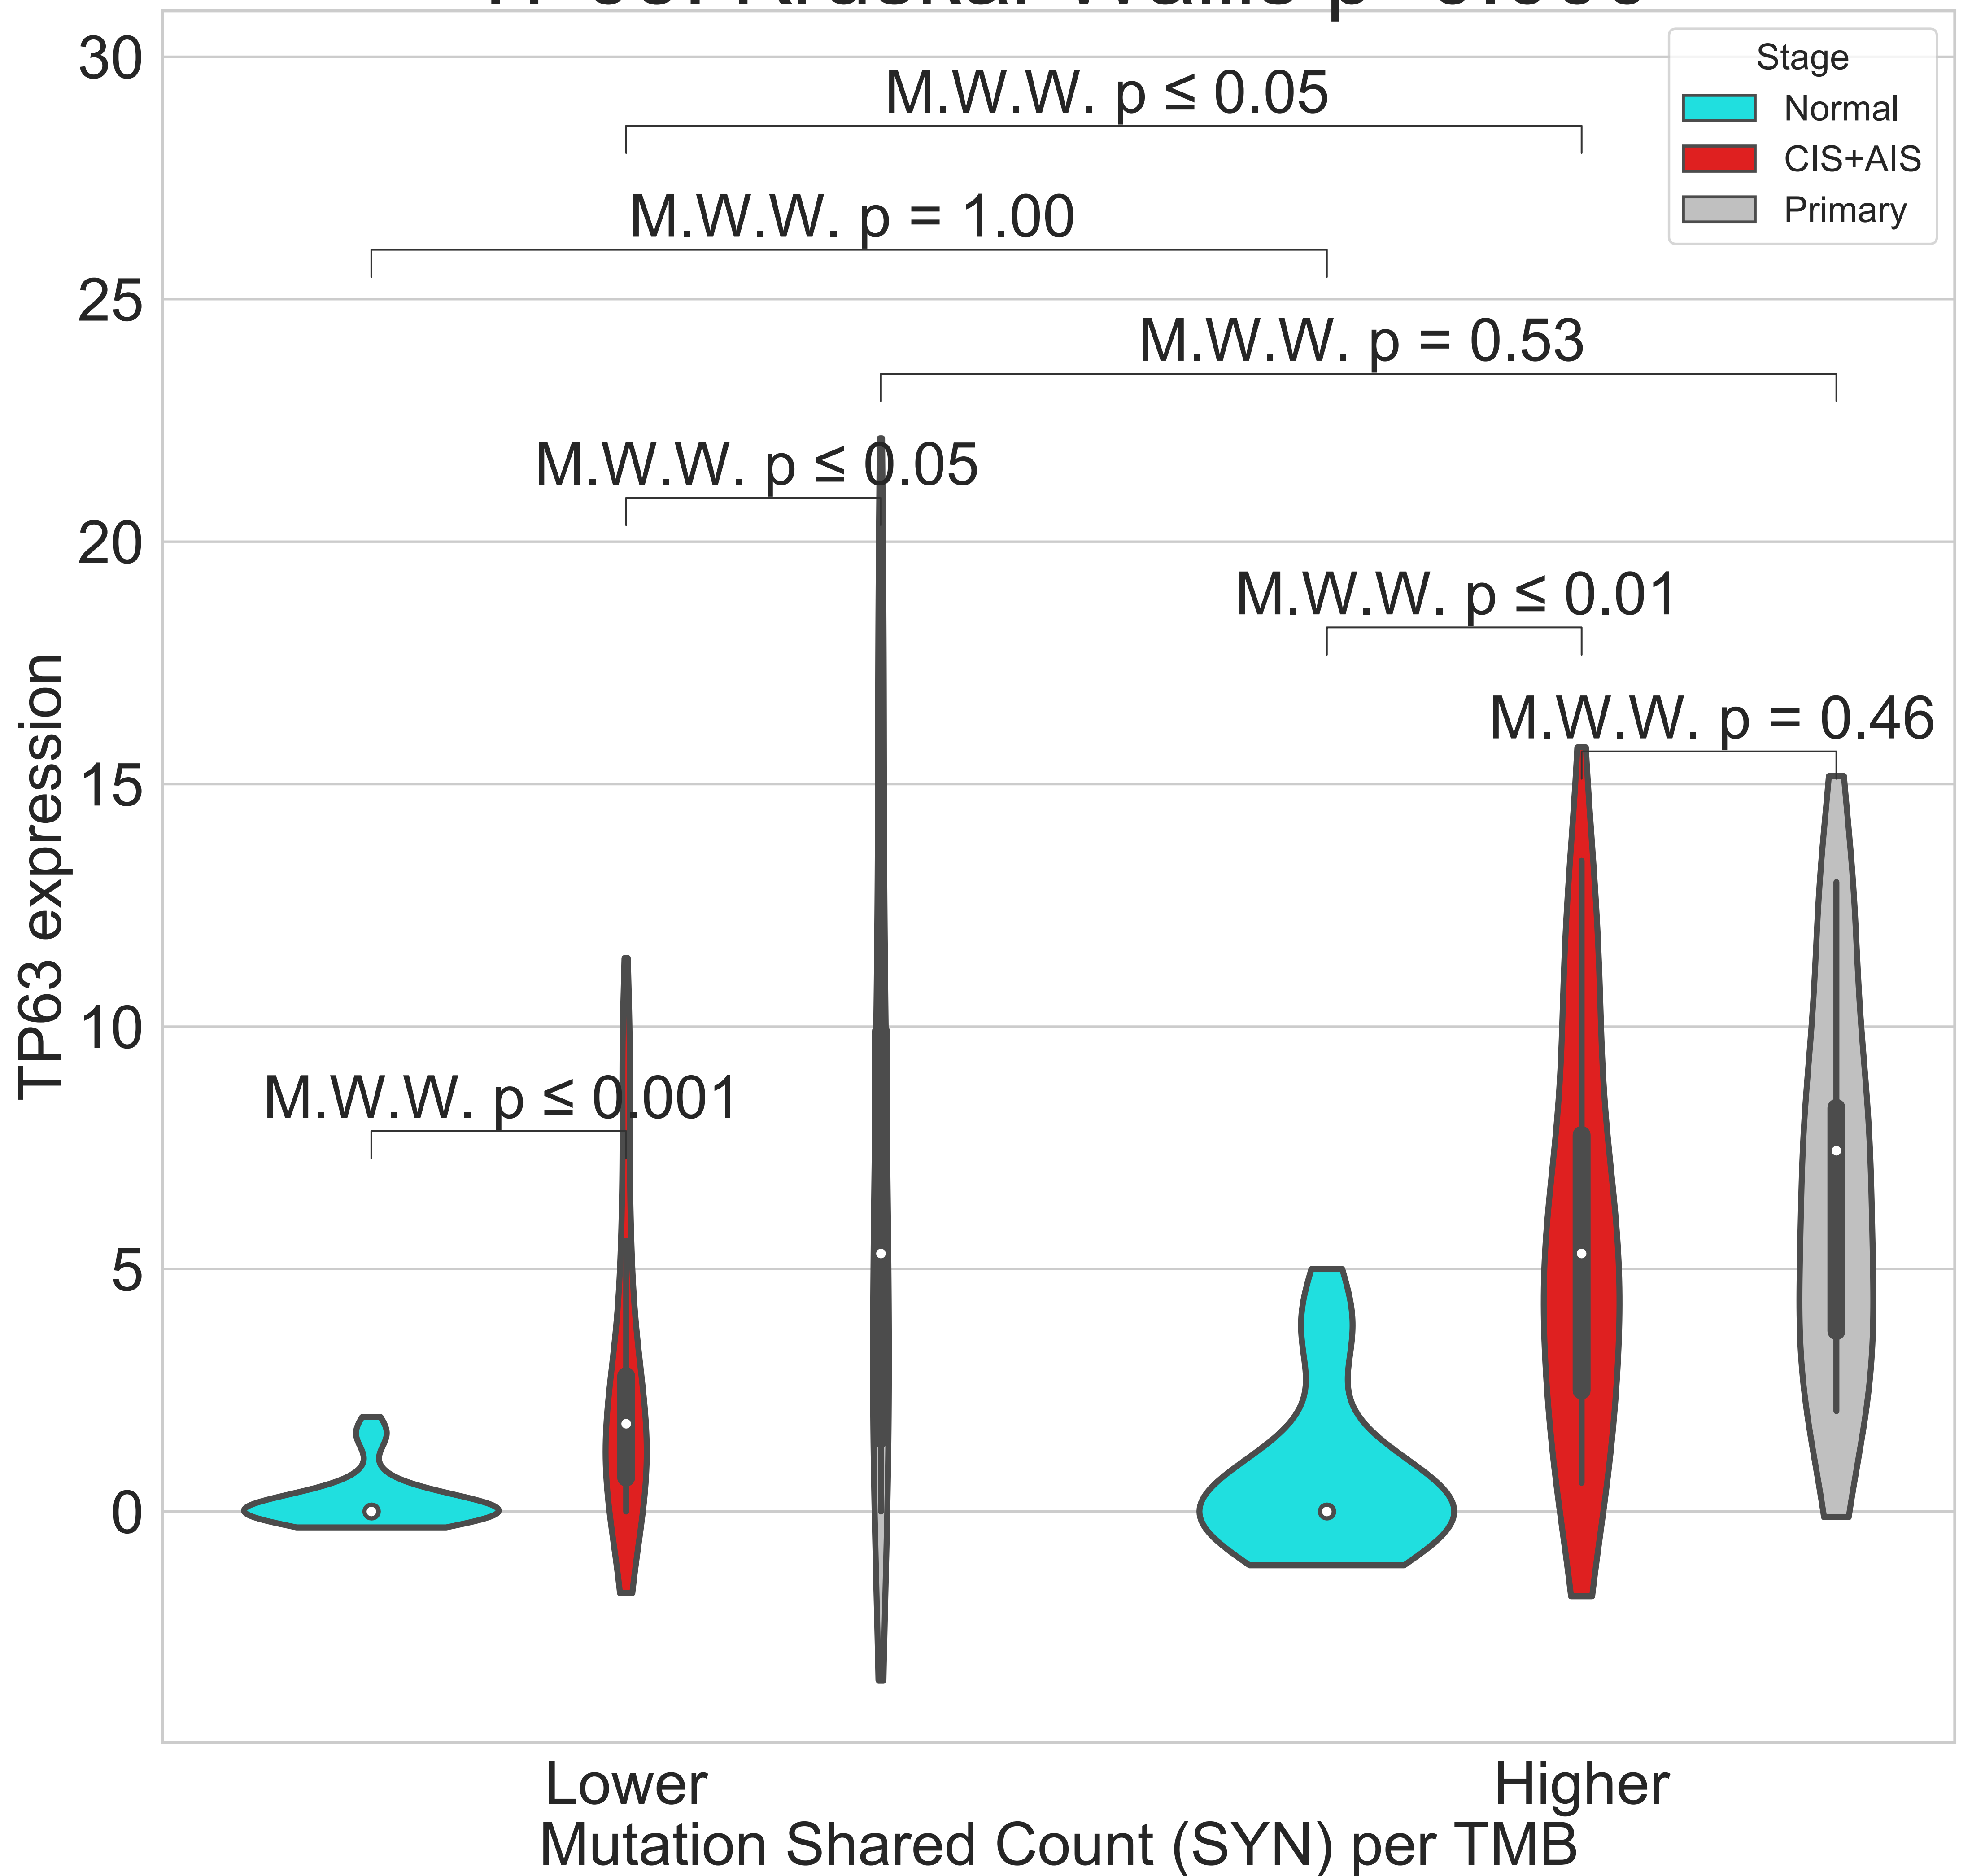 30
25
20
15
10
5
0
TP63 expression
Stage
Normal
CIS+AIS
Primary
M.W.W. p ≤ 0.05
M.W.W. p = 1.00
M.W.W. p = 0.53
M.W.W. p ≤ 0.05
M.W.W. p ≤ 0.01
M.W.W. p = 0.46
M.W.W. p ≤ 0.001
Lower
Higher
Mutation Shared Count (SYN) per TMB